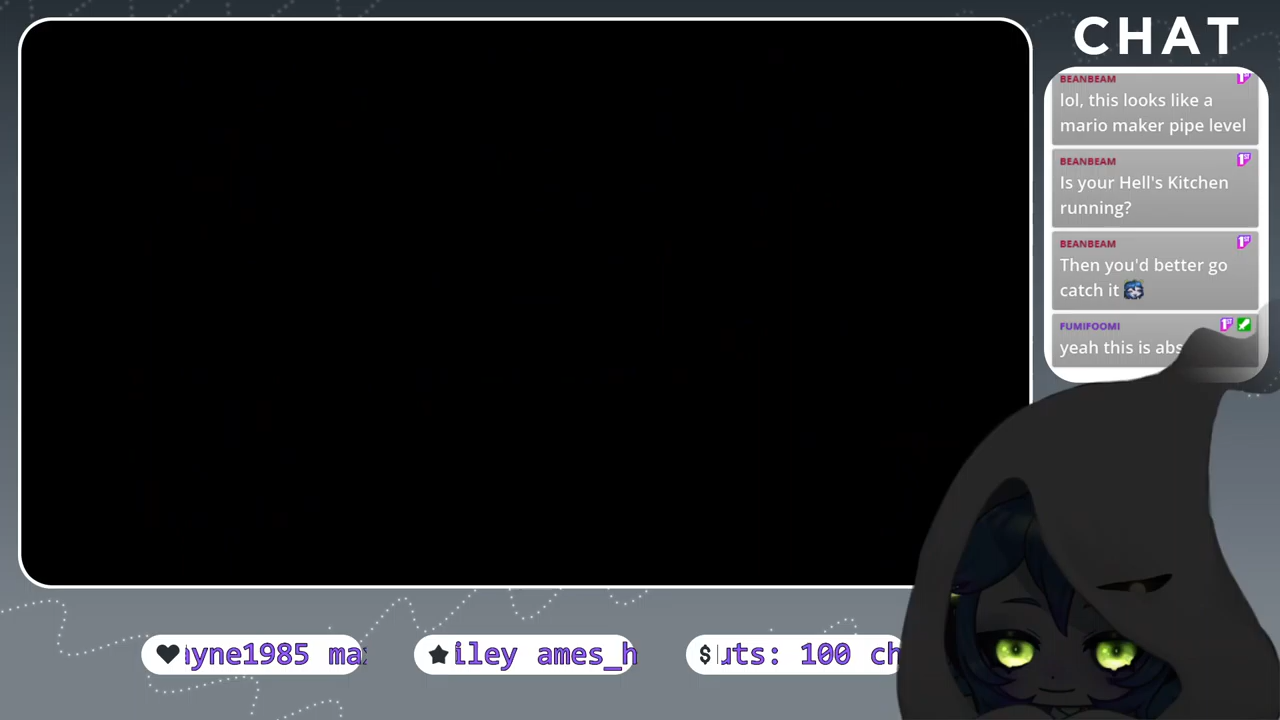 CHAT
BEANBEAM
lol, this looks like a
mario maker pipe level
BEANBEAM
Is your Hell's Kitchen
running?
BEANBEAM
Then you'd better go
catch it
FUMIFOOMI
yeah this is abs
yne1985 ma
iley ames_h
$ uts: 100 ch